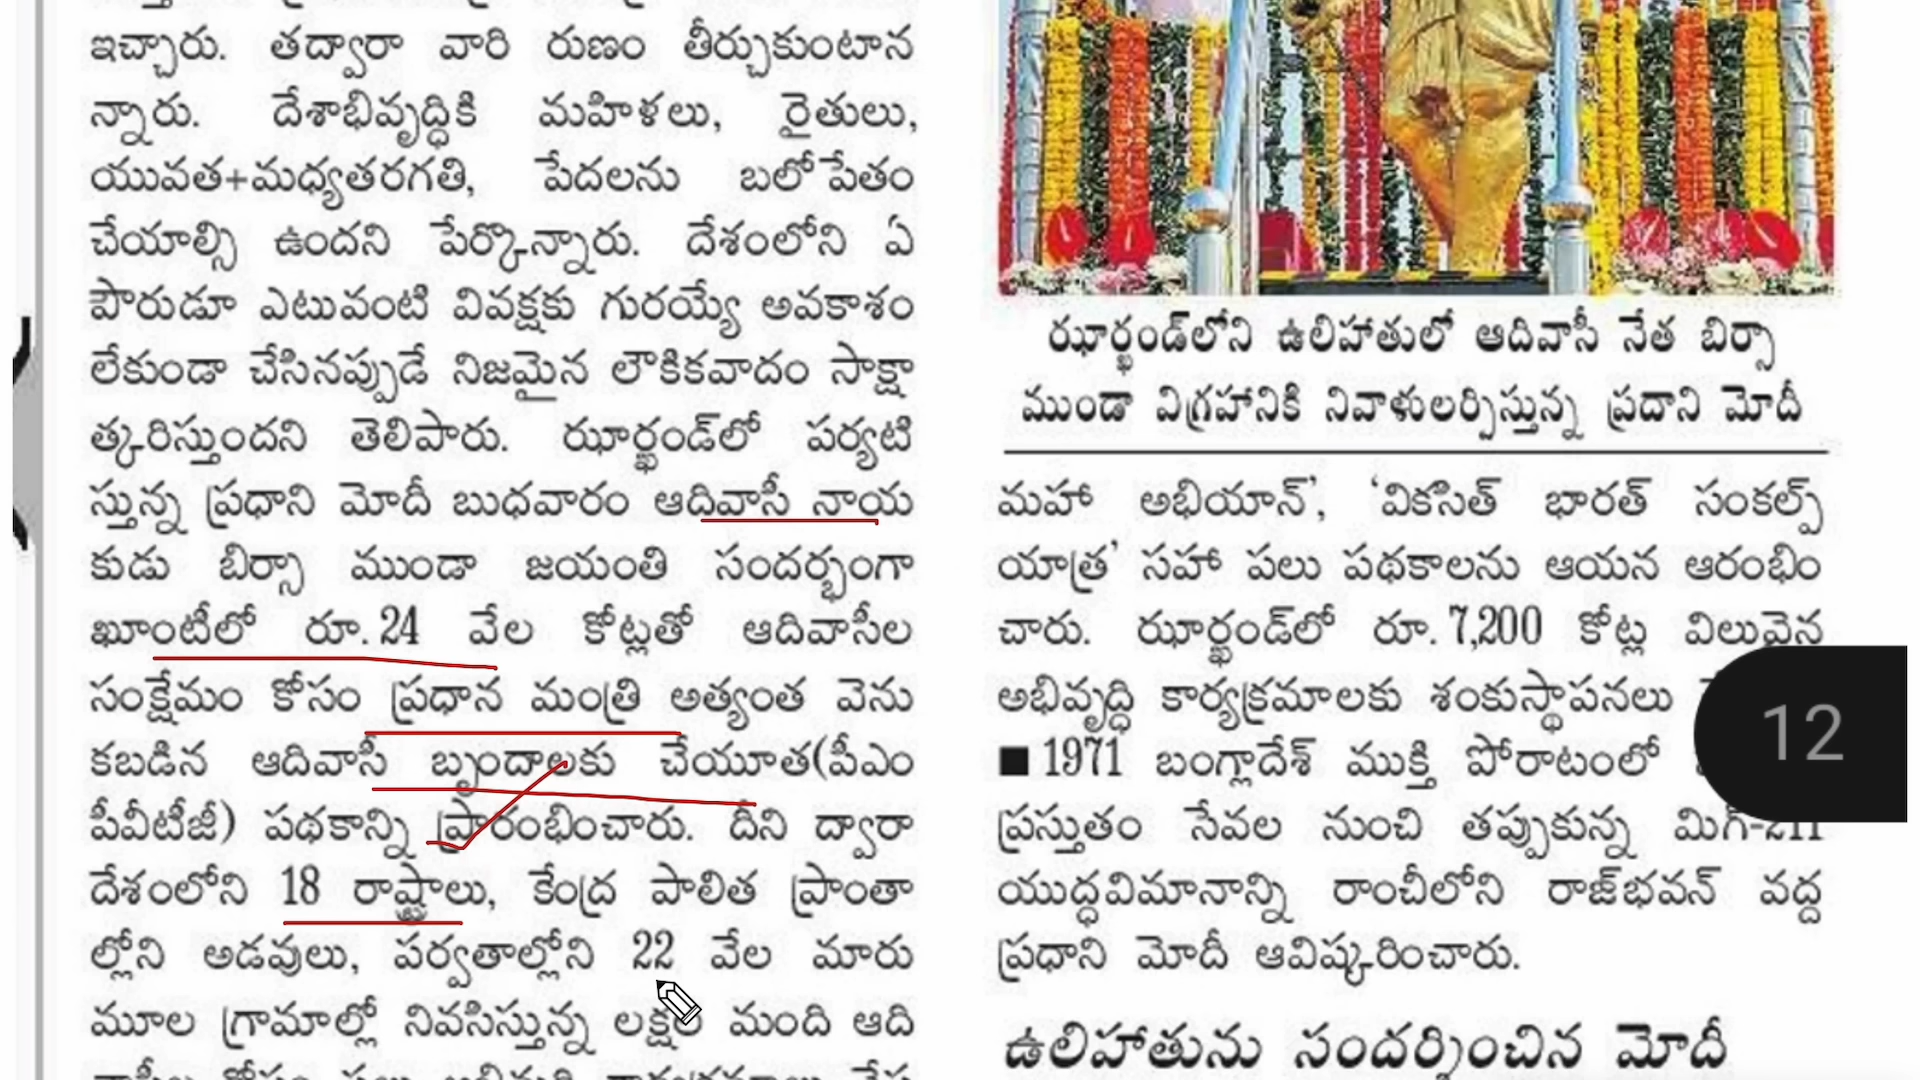 ఇచ్చారు. తద్వారా వారి రుణం తీర్చుకుంటాన
న్నారు. దేశాభివృద్ధికి మహిళలు, రైతులు,
యువత+మధ్యతరగతి, పేదలను బలోపేతం
చేయాల్సి ఉందని పేర్కొన్నారు. దేశంలోని ఏ
పౌరుడూ ఎటువంటి వివక్షకు గురయ్యే అవకాశం
లేకుండా చేసినప్పుడే నిజమైన లౌకికవాదం సాక్షా
త్కరిస్తుందని తెలిపారు. ఝార్ఖండ్‌లో పర్యటి
స్తున్న ప్రధాని మోదీ బుధవారం ఆదివాసీ నాయ
కుడు బిర్సా ముండా జయంతి సందర్భంగా
ఖూంటీలో రూ.24 వేల కోట్లతో ఆదివాసీల
సంక్షేమం కోసం ప్రధాన మంత్రి అత్యంత వెను
కబడిన ఆదివాసీ బృందాలకు చేయూత(పీఎం
పీవీటీజీ) పథకాన్ని ప్రారంభించారు. దీని ద్వారా
దేశంలోని 18 రాష్ట్రాలు, కేంద్ర పాలిత ప్రాంతా
ల్లోని అడవులు, పర్వతాల్లోని 22 వేల మారు
మూల గ్రామాల్లో నివసిస్తున్న లక్షల మంది ఆది
ఝార్ఖండ్‌లోని ఉలిహాతులో ఆదివాసీ నేత బిర్సా
ముండా విగ్రహానికి నివాళులర్పిస్తున్న ప్రదాని మోదీ
మహా అభియాన్’, ‘వికసిత్ భారత్ సంకల్ప్
యాత్ర’ సహా పలు పథకాలను ఆయన ఆరంభిం
చారు. ఝార్ఖండ్‌లో రూ.7,200 కోట్ల విలువైన
అభివృద్ధి కార్యక్రమాలకు శంకుస్థాపనలు
■ 1971 బంగ్లాదేశ్ ముక్తి పోరాటంలో
ప్రస్తుతం సేవల నుంచి తప్పుకున్న మిగ్-211
యుద్ధవిమానాన్ని రాంచీలోని రాజ్‌భవన్ వద్ద
ప్రధాని మోదీ ఆవిష్కరించారు.
ఉలిహాతును సందర్శించిన మోదీ
12